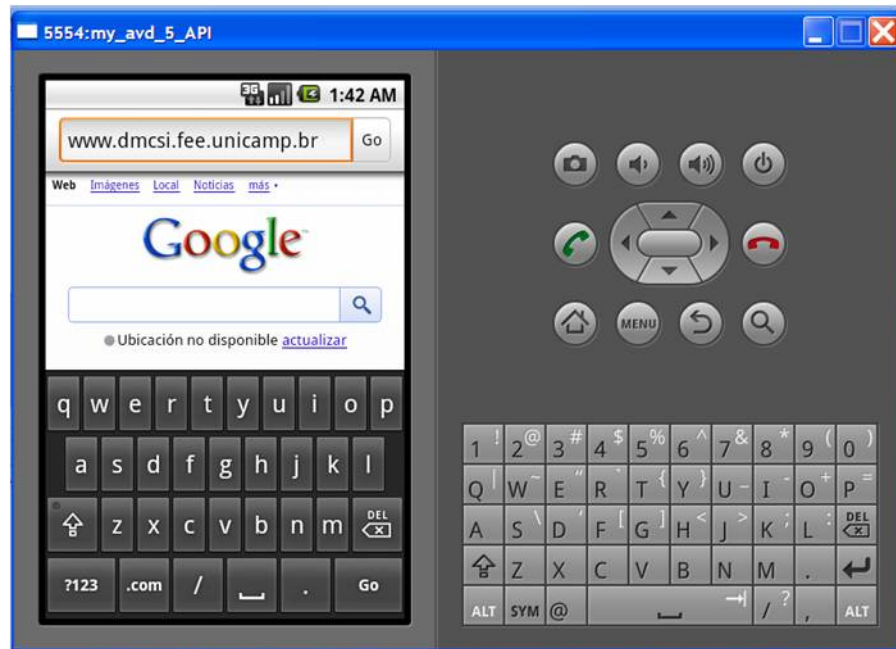 5554:my_avd_5_API
3G 1:42 AM
www.dmcsi.fee.unicamp.br Go
Web Imágenes Local Noticias más
Google™
Ubicación no disponible actualizar
q w e r t y u i o p
a s d f g h j k l
z x c v b n m DEL
?123 .com / . Go
MENU
1 ! 2 @ 3 # 4 $ 5 % 6 ^ 7 & 8 * 9 ( 0 )
Q | W ~ E “ R ` T { Y } U _ I - O + P =
A S \ D ‘ F [ G ] H < J > K ; L : DEL
Z X C V B N M .
ALT SYM @ / ? , ALT